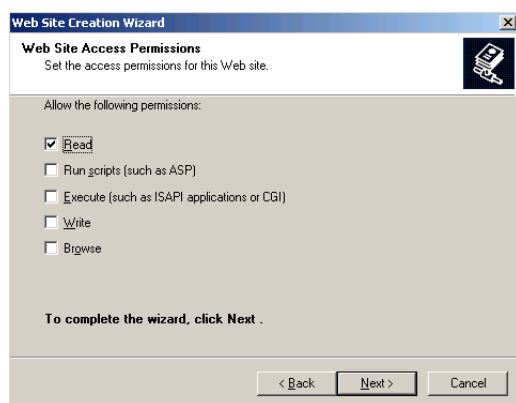 Web Site Creation Wizard
Web Site Access Permissions
Set the access permissions for this Web site.
Allow the following permissions:
Read
Run scripts (such as ASP)
Execute (such as ISAPI applications or CGI)
Write
Browse
To complete the wizard, click Next .
< Back Next > Cancel